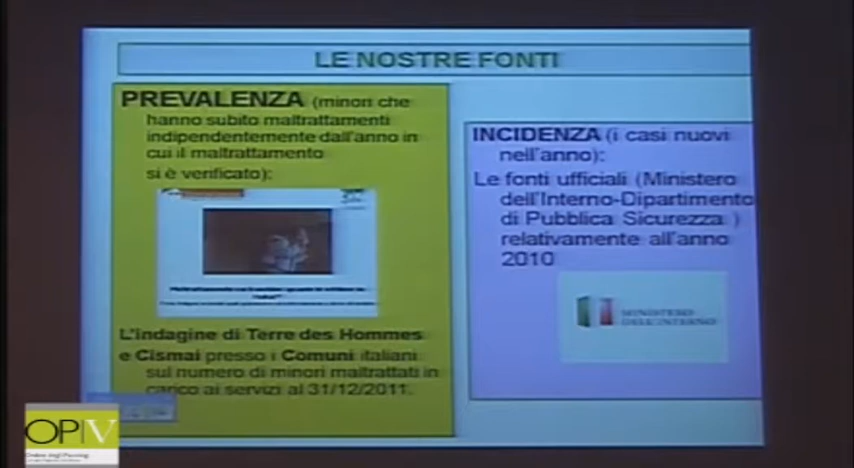 LE NOSTRE FONTI
PREVALENZA (minori che
hanno subito maltrattamenti
indipendentemente dall'anno in
cui il maltrattamento
si è verificato):
L'indagine di Terre des Hommes
e Cismai presso i Comuni italiani
sul numero di minori maltrattati in
carico ai servizi al 31/12/2011.
INCIDENZA (i casi nuovi
nell'anno):
Le fonti ufficiali (Ministero
dell'Interno-Dipartimento
di Pubblica Sicurezza )
relativamente all'anno
2010
MINISTERO
DELL'INTERNO
OPV